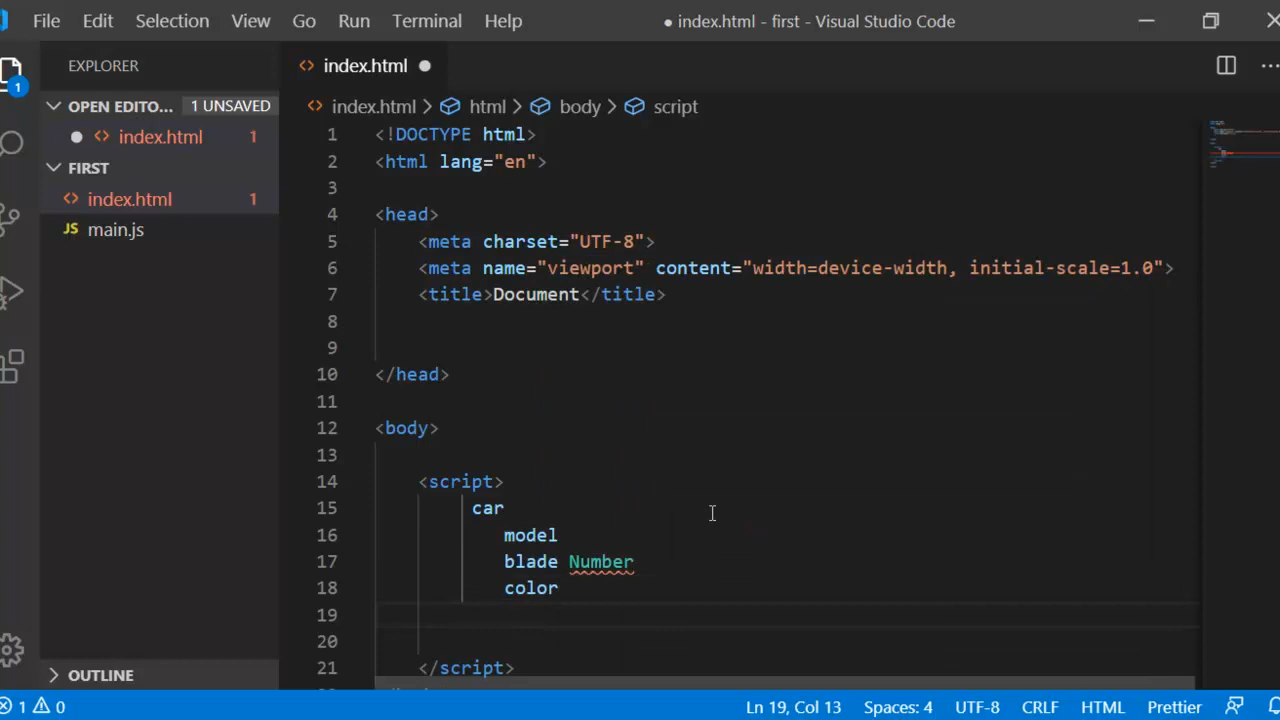 File Edit Selection View Go Run Terminal Help ● index.html - first - Visual Studio Code
EXPLORER
OPEN EDITO... 1 UNSAVED
● <> index.html 1
FIRST
<> index.html 1
JS main.js
OUTLINE
1
<> index.html ●
<> index.html > html > body > script
1 <!DOCTYPE html>
2 <html lang="en">
3
4 <head>
5 <meta charset="UTF-8">
6 <meta name="viewport" content="width=device-width, initial-scale=1.0">
7 <title>Document</title>
8
9
10 </head>
11
12 <body>
13
14 <script>
15 car
16 model
17 blade Number
18 color
19
20
21 </script>
1 0 Ln 19, Col 13 Spaces: 4 UTF-8 CRLF HTML Prettier